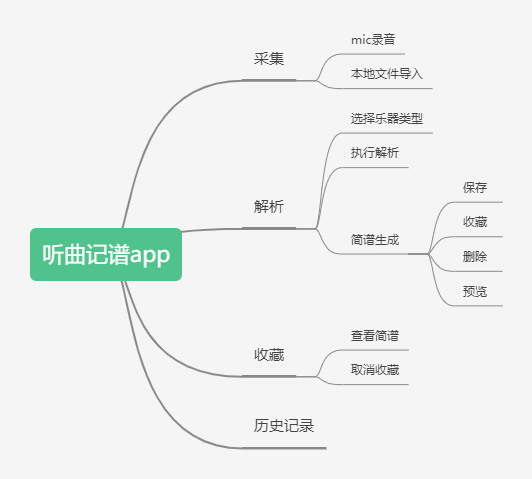 听曲记谱app
采集
mic录音
本地文件导入
解析
选择乐器类型
执行解析
简谱生成
保存
收藏
删除
预览
收藏
查看简谱
取消收藏
历史记录